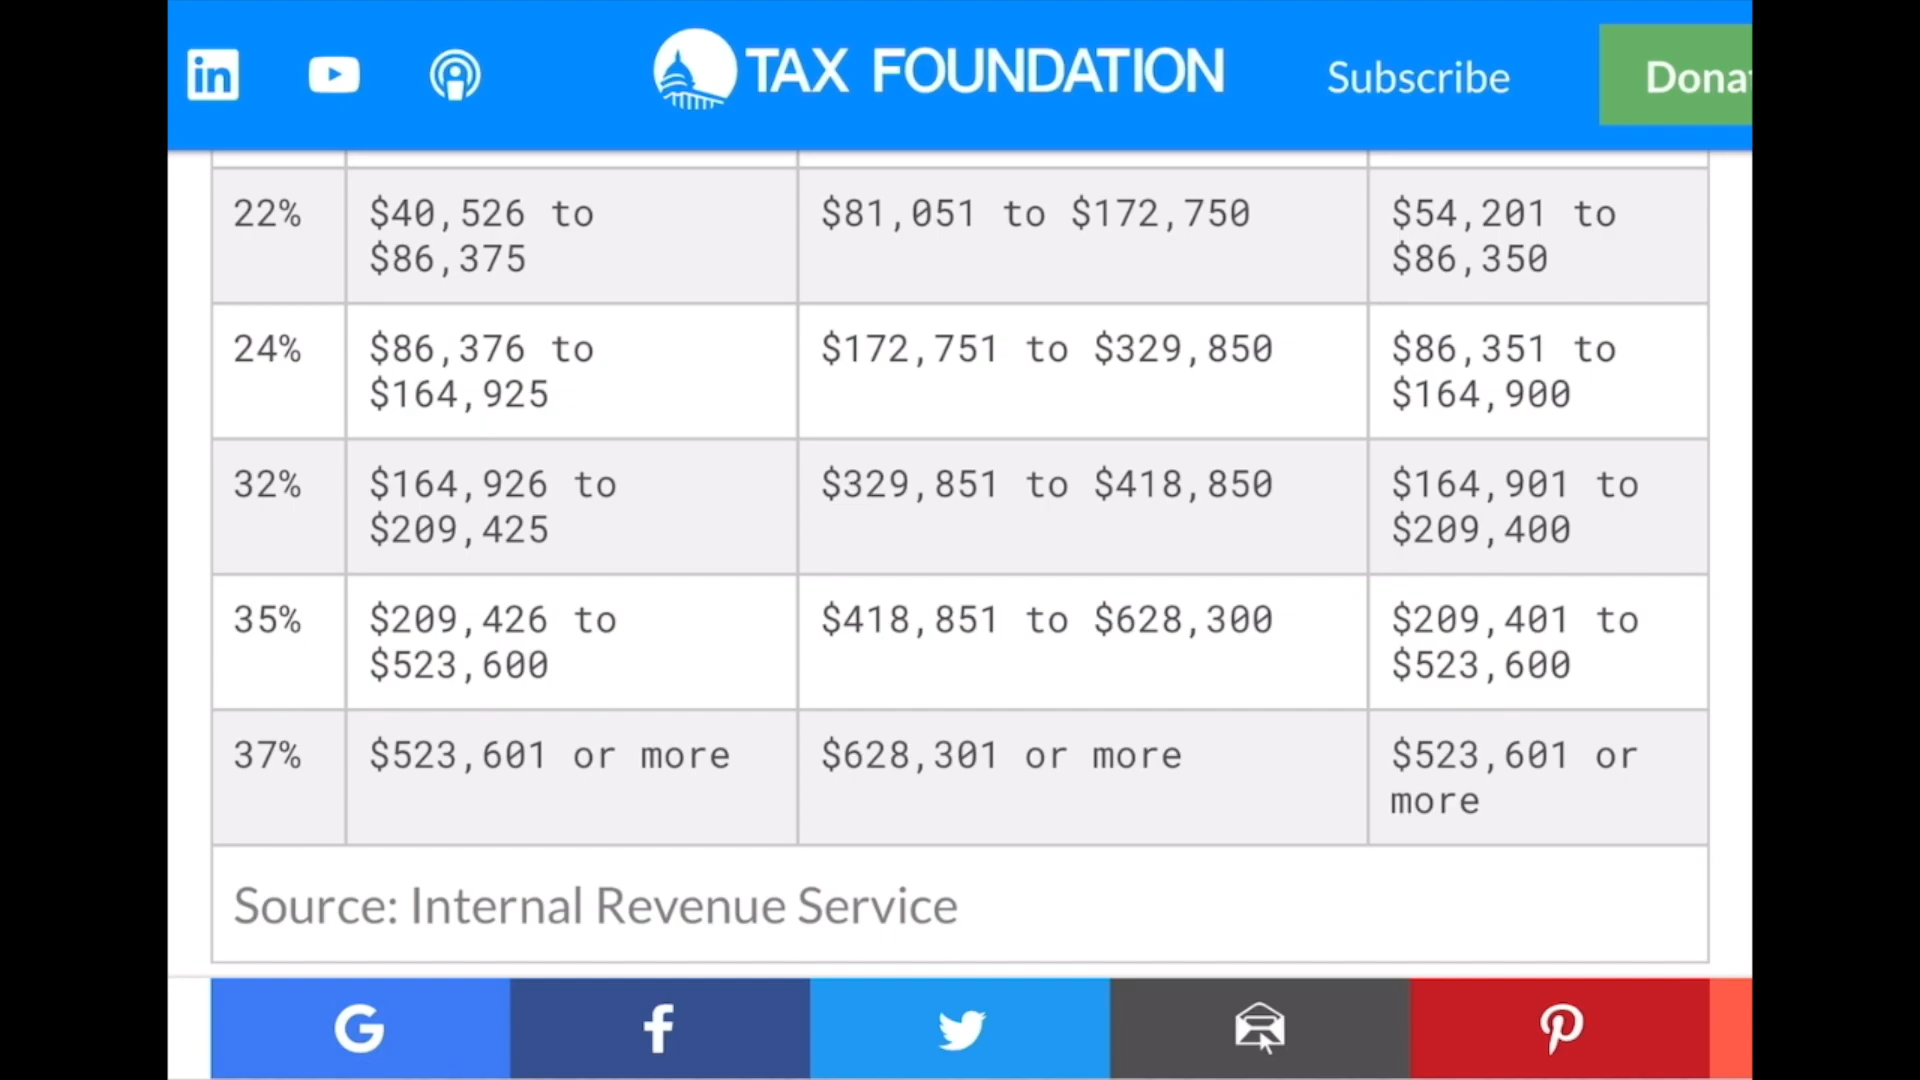 TAX FOUNDATION
Subscribe
Dona
22%
$40,526 to
$86,375
$81,051 to $172,750
$54,201 to
$86,350
24%
$86,376 to
$164,925
$172,751 to $329,850
$86,351 to
$164,900
32%
$164,926 to
$209,425
$329,851 to $418,850
$164,901 to
$209,400
35%
$209,426 to
$523,600
$418,851 to $628,300
$209,401 to
$523,600
37%
$523,601 or more
$628,301 or more
$523,601 or
more
Source: Internal Revenue Service